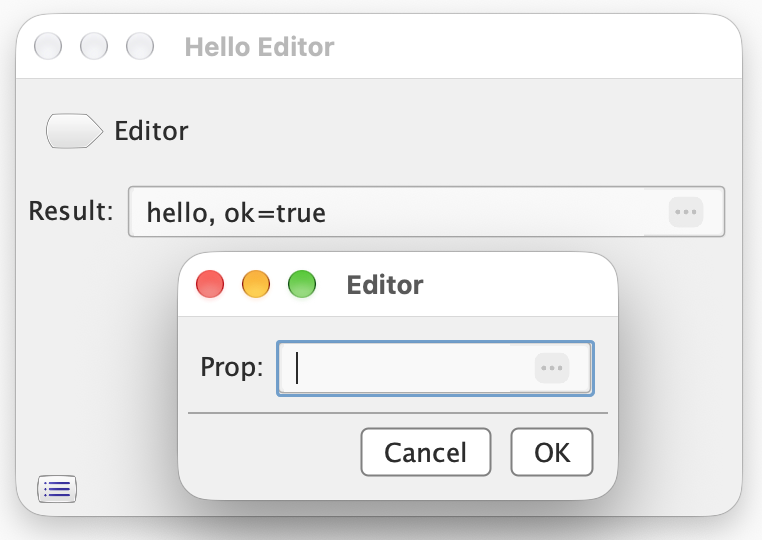 Hello Editor
Editor
Result: hello, ok=true
Editor
Prop:
Cancel OK